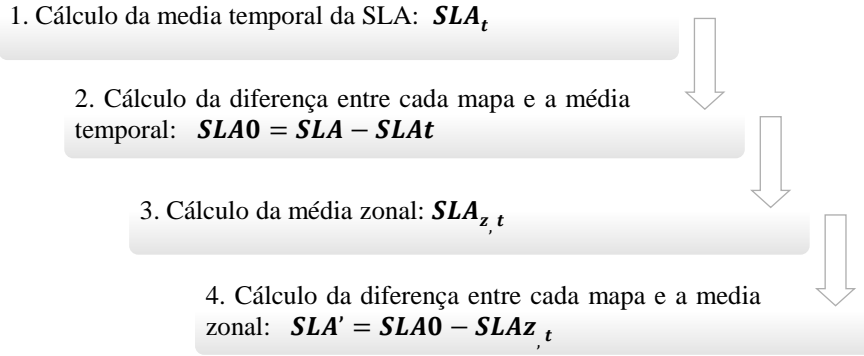 1. Cálculo da media temporal da SLA: SLAₜ
2. Cálculo da diferença entre cada mapa e a média
temporal: SLA0 = SLA − SLAt
3. Cálculo da média zonal: SLA_z, t
4. Cálculo da diferença entre cada mapa e a media
zonal: SLA’ = SLA0 − SLAz, t